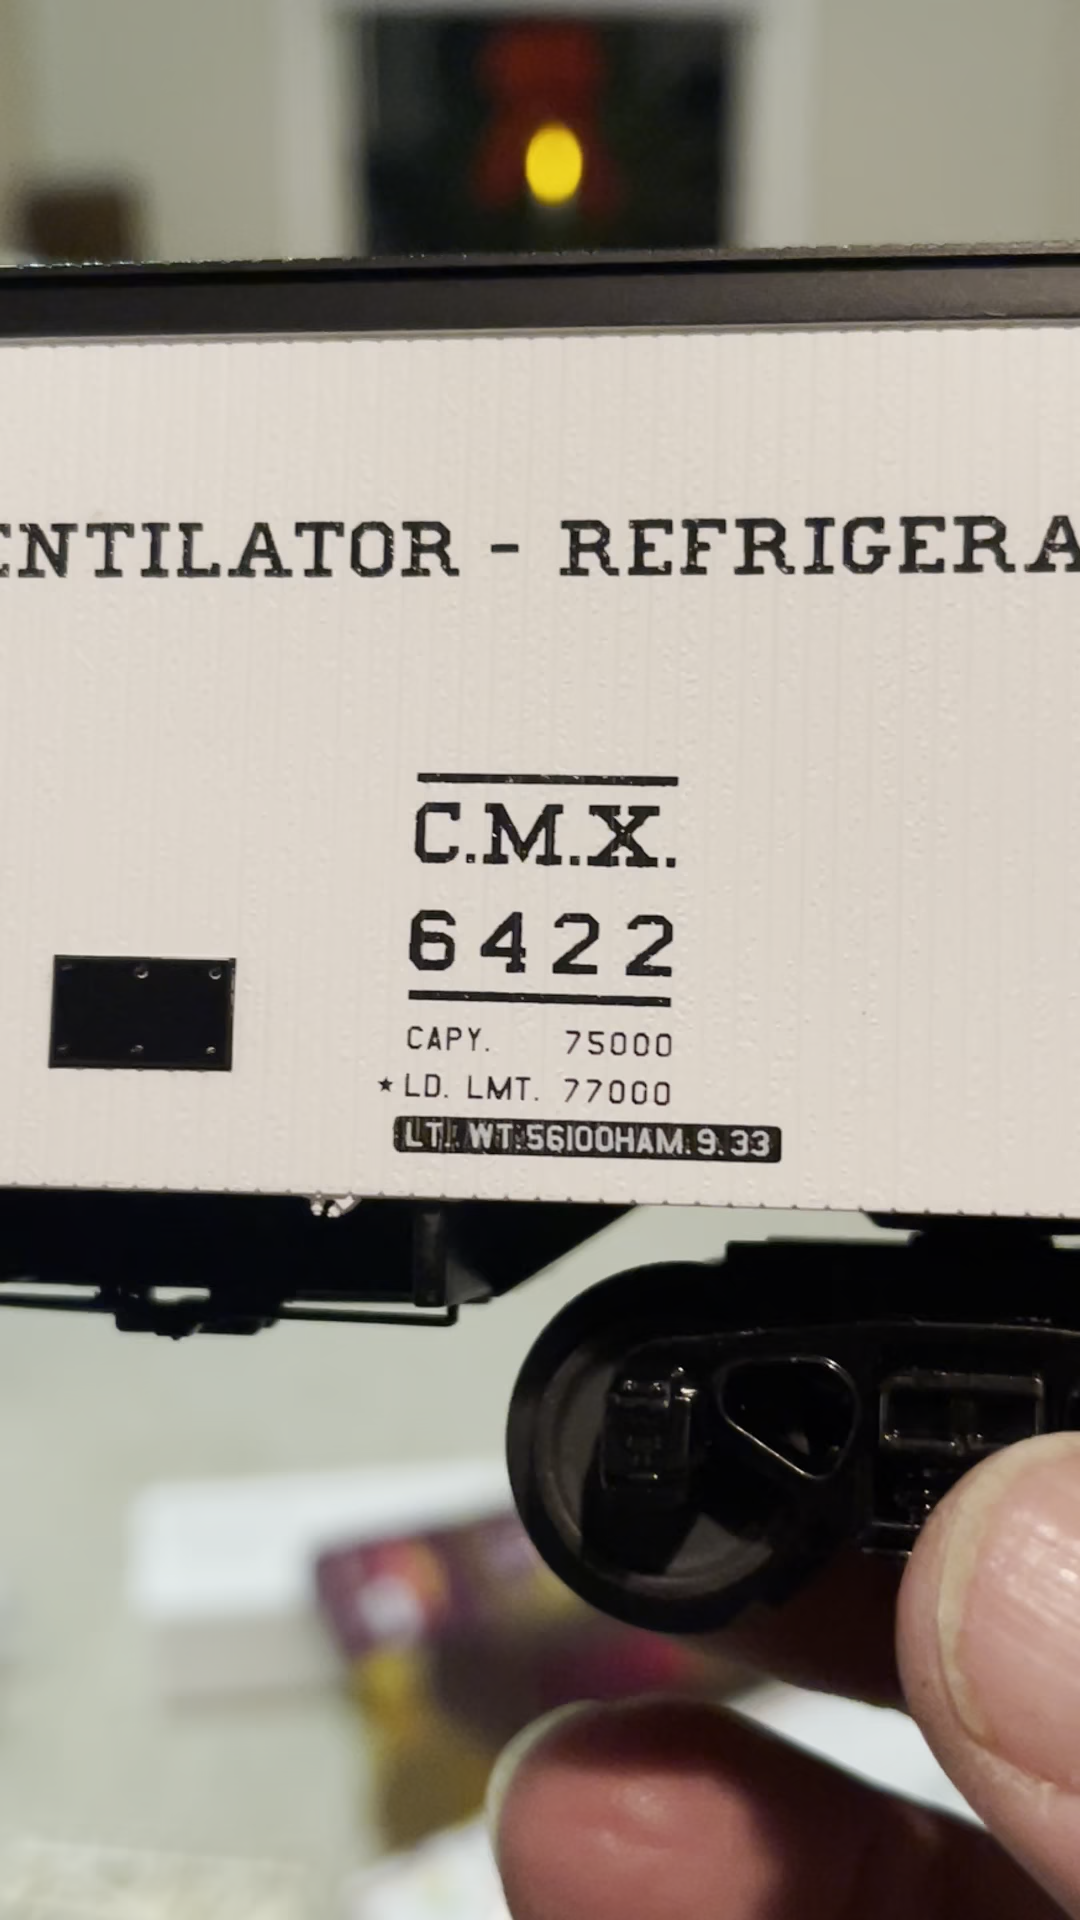 ENTILATOR - REFRIGERA
C.M.X.
6422
CAPY. 75000
★ LD. LMT. 77000
LT. WT. 56100 HAM. 9. 33